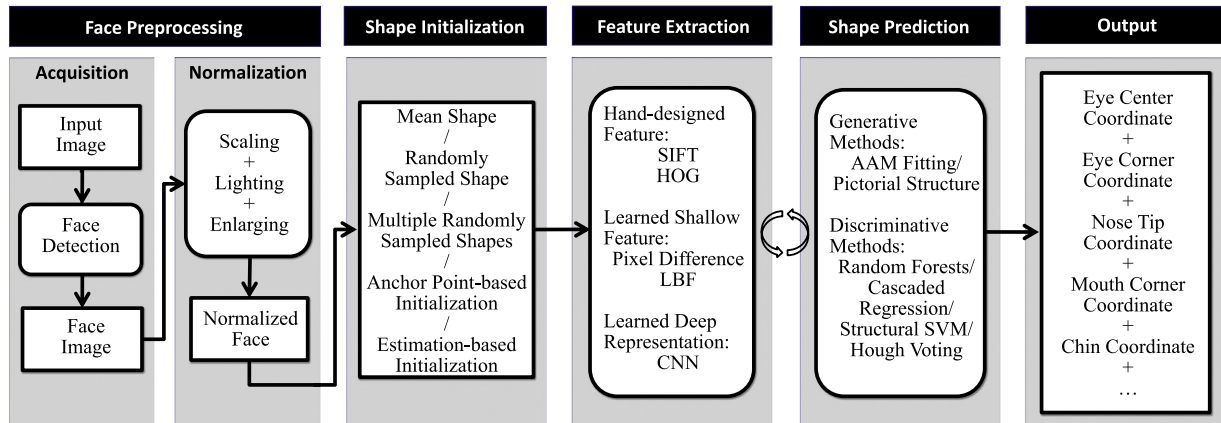 Face Preprocessing
Shape Initialization
Feature Extraction
Shape Prediction
Output
Acquisition
Input
Image
Face
Detection
Face
Image
Normalization
Scaling
+
Lighting
+
Enlarging
Normalized
Face
Mean Shape
/
Randomly
Sampled Shape
/
Multiple Randomly
Sampled Shapes
/
Anchor Point-based
Initialization
/
Estimation-based
Initialization
Hand-designed
Feature:
SIFT
HOG
Learned Shallow
Feature:
Pixel Difference
LBF
Learned Deep
Representation:
CNN
Generative
Methods:
AAM Fitting/
Pictorial Structure
Discriminative
Methods:
Random Forests/
Cascaded
Regression/
Structural SVM/
Hough Voting
Eye Center
Coordinate
+
Eye Corner
Coordinate
+
Nose Tip
Coordinate
+
Mouth Corner
Coordinate
+
Chin Coordinate
+
…